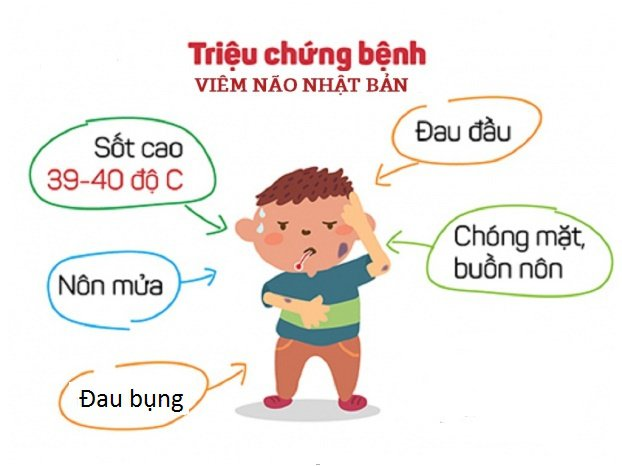 Triệu chứng bệnh
VIÊM NÃO NHẬT BẢN
Sốt cao
39-40 độ C
Đau đầu
Chóng mặt,
buồn nôn
Nôn mửa
Đau bụng